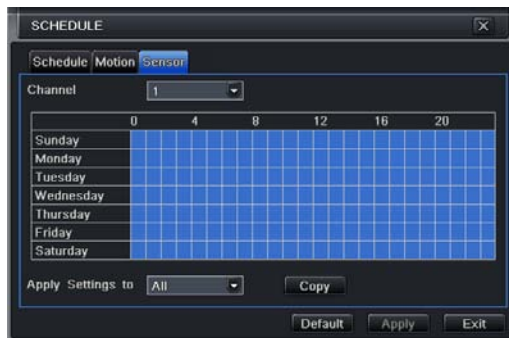 SCHEDULE
Schedule Motion Sensor
Channel 1
0 4 8 12 16 20
Sunday
Monday
Tuesday
Wednesday
Thursday
Friday
Saturday
Apply Settings to All Copy
Default Apply Exit